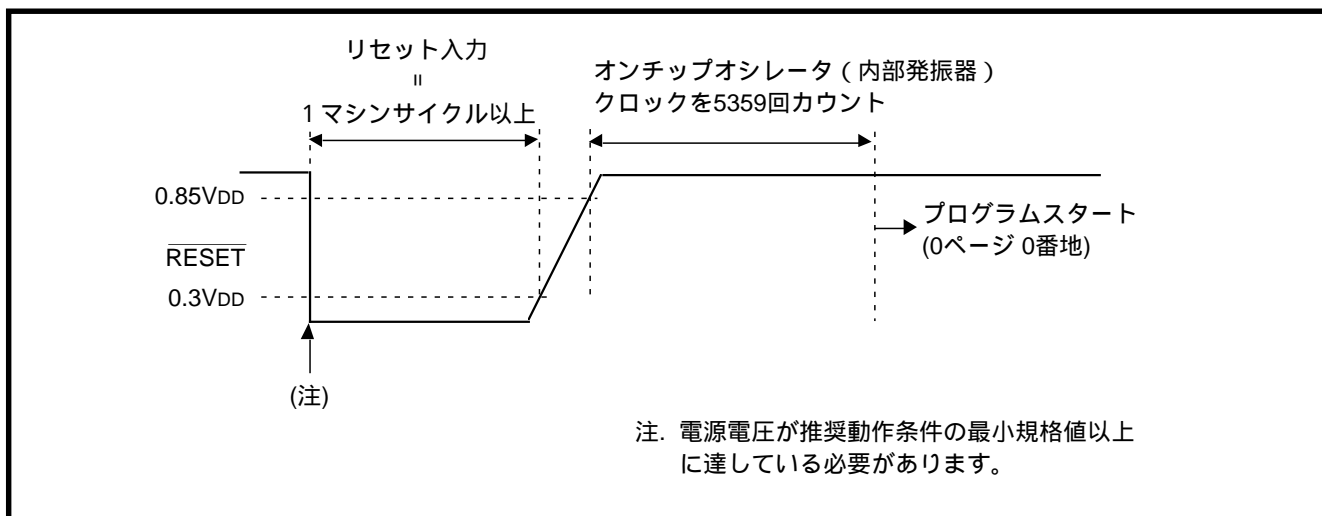 リセット入力
=
1 マシンサイクル以上
オンチップオシレータ ( 内部発振器 )
クロックを5359回カウント
0.85VDD
RESET
0.3VDD
プログラムスタート
(0ページ 0番地)
(注)
注. 電源電圧が推奨動作条件の最小規格値以上
に達している必要があります。